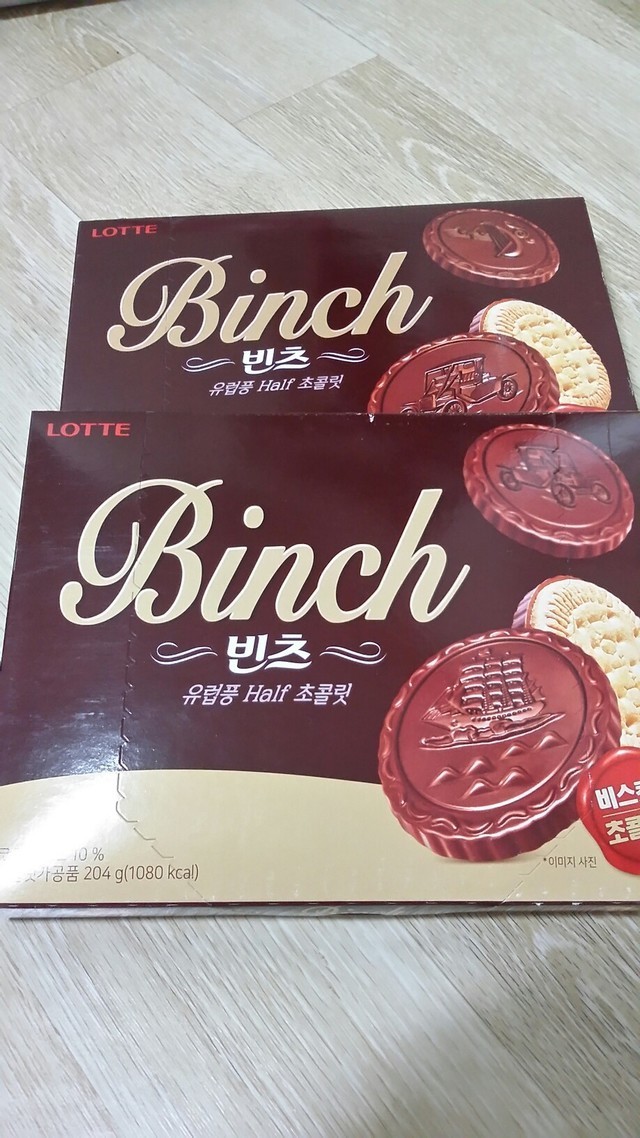 LOTTE
Binch
빈츠
유럽풍 Half 초콜릿
LOTTE
Binch
빈츠
유럽풍 Half 초콜릿
10 %
204 g(1080 kcal)
*이미지 사진